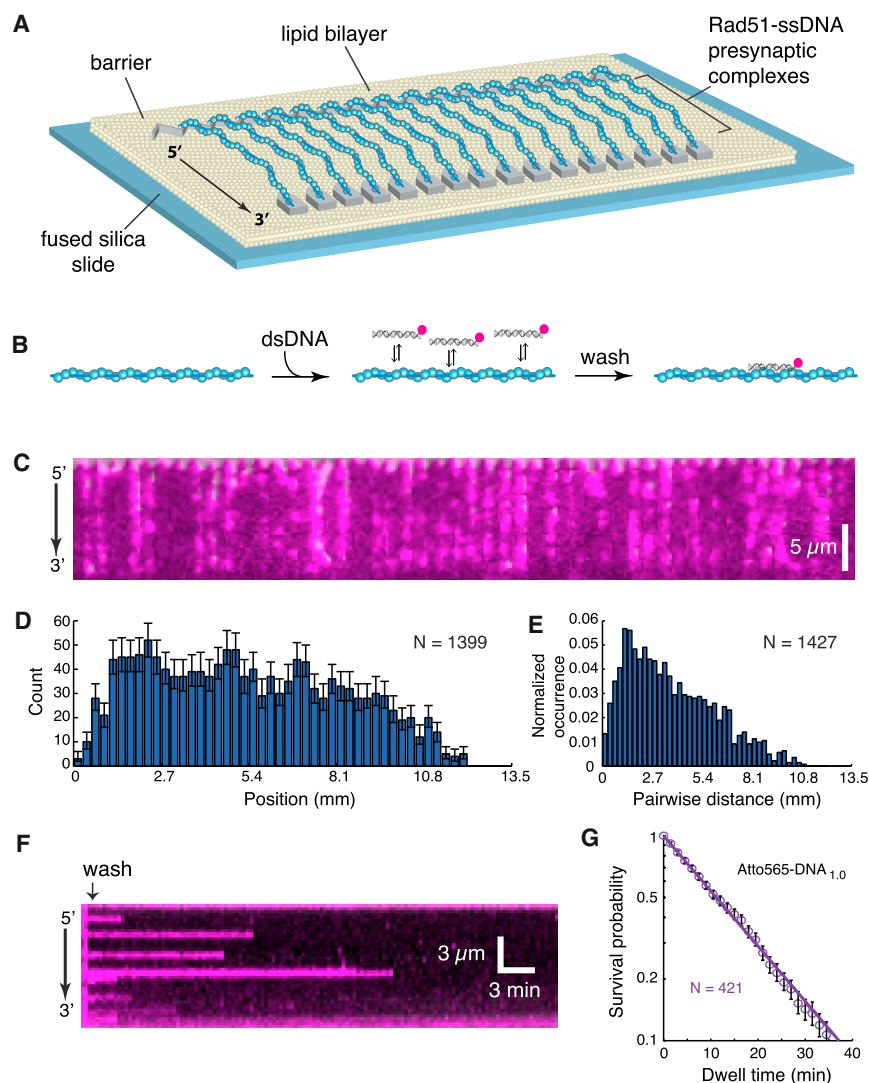 A
barrier
lipid bilayer
Rad51-ssDNA
presynaptic
complexes
5’
3’
fused silica
slide
B
dsDNA
wash
C
5’
3’
5 µm
D
N = 1399
Count
60
50
40
30
20
10
0
0 2.7 5.4 8.1 10.8 13.5
Position (mm)
E
N = 1427
Normalized
occurrence
0.06
0.05
0.04
0.03
0.02
0.01
0
0 2.7 5.4 8.1 10.8 13.5
Pairwise distance (mm)
F
wash
5’
3’
3 µm
3 min
G
Atto565-DNA1.0
N = 421
Survival probability
1
0.5
0.2
0.1
0 10 20 30 40
Dwell time (min)